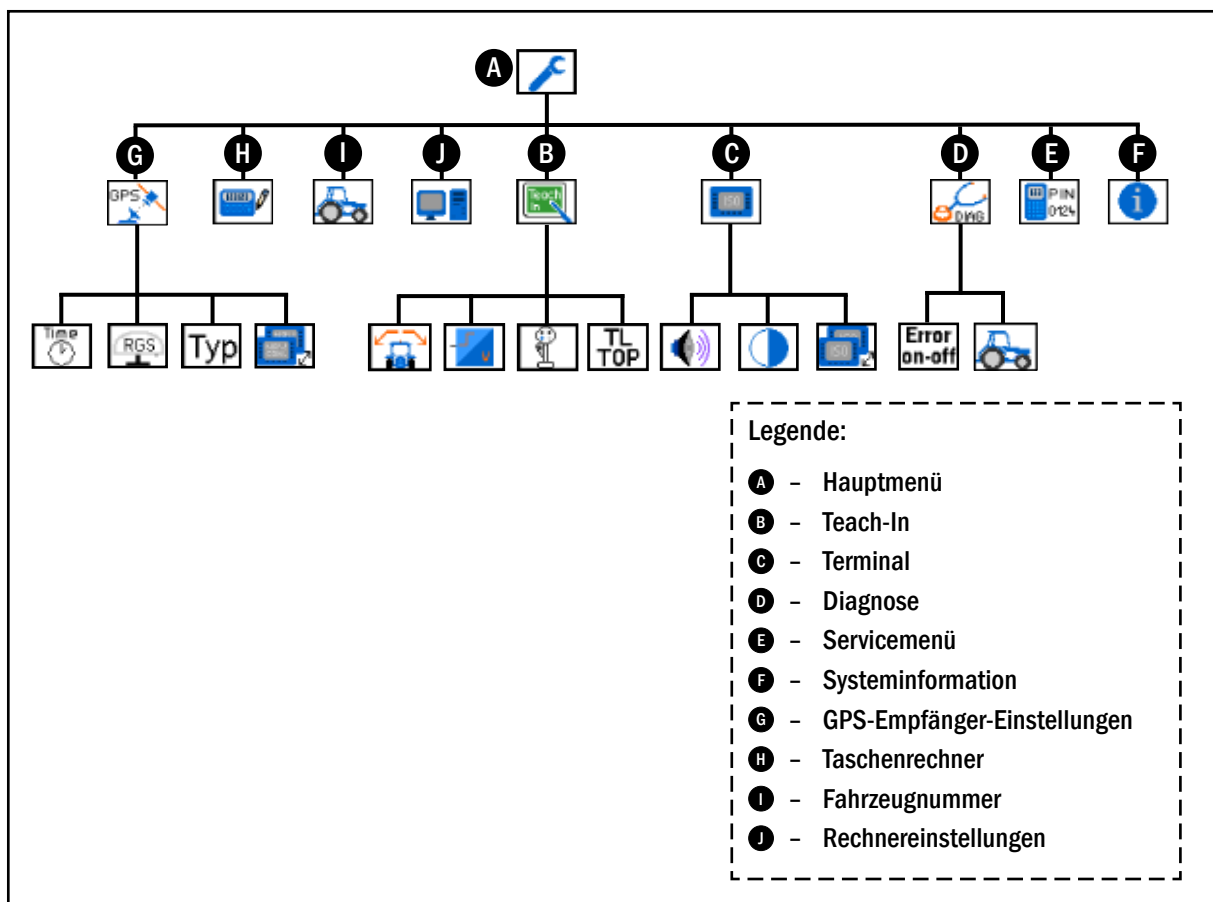 A
G H I J B C D E F
GPS
Teach In
ISO
DIAG
PIN 0124
Time
RGS
Typ
TL TOP
ISO
Error on-off
Legende:
A – Hauptmenü
B – Teach-In
C – Terminal
D – Diagnose
E – Servicemenü
F – Systeminformation
G – GPS-Empfänger-Einstellungen
H – Taschenrechner
I – Fahrzeugnummer
J – Rechnereinstellungen